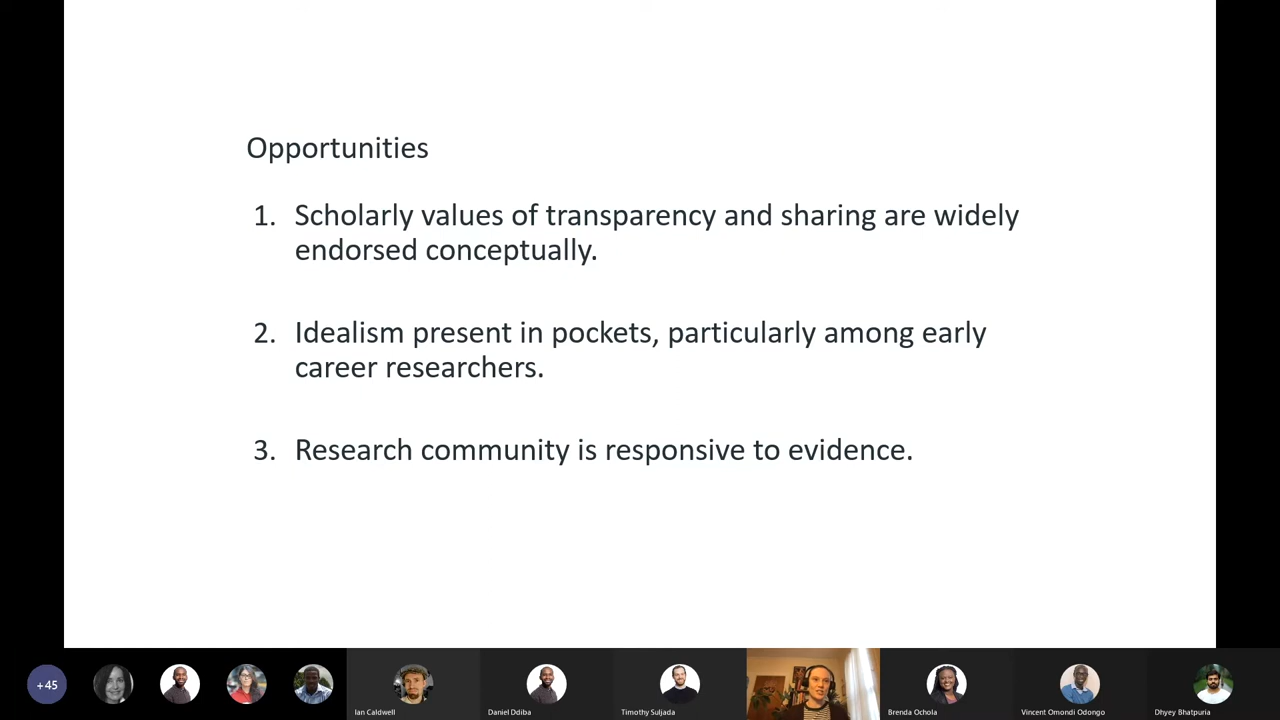 Opportunities
1. Scholarly values of transparency and sharing are widely
endorsed conceptually.
2. Idealism present in pockets, particularly among early
career researchers.
3. Research community is responsive to evidence.
+45
Ian Caldwell
Daniel Ddiba
Timothy Suljada
Brenda Ochola
Vincent Omondi Odongo
Dhyey Bhatpuria